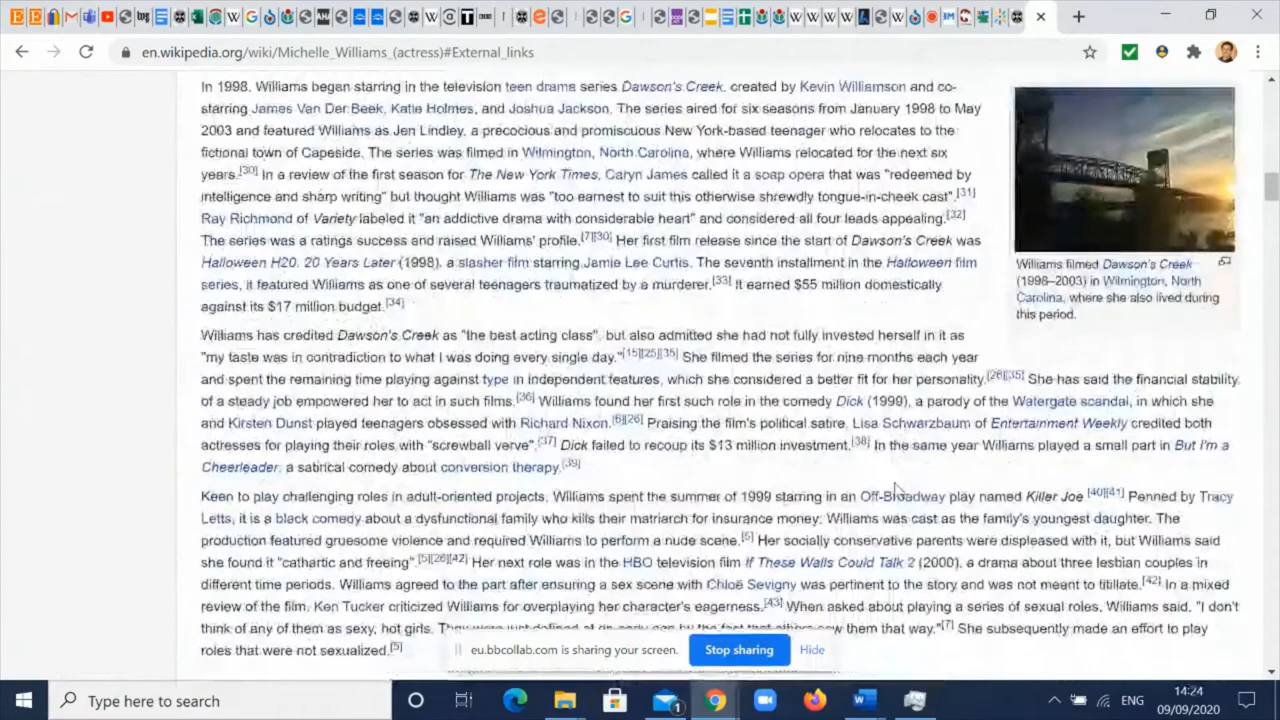 en.wikipedia.org/wiki/Michelle_Williams_(actress)#External_links
In 1998, Williams began starring in the television teen drama series Dawson's Creek, created by Kevin Williamson and co-
starring James Van Der Beek, Katie Holmes, and Joshua Jackson. The series aired for six seasons from January 1998 to May
2003 and featured Williams as Jen Lindley, a precocious and promiscuous New York-based teenager who relocates to the
fictional town of Capeside. The series was filmed in Wilmington, North Carolina, where Williams relocated for the next six
years.[30] In a review of the first season for The New York Times, Caryn James called it a soap opera that was "redeemed by
intelligence and sharp writing" but thought Williams was "too earnest to suit this otherwise shrewdly tongue-in-cheek cast".[31]
Ray Richmond of Variety labeled it "an addictive drama with considerable heart" and considered all four leads appealing.[32]
The series was a ratings success and raised Williams' profile.[7][30] Her first film release since the start of Dawson's Creek was
Halloween H20: 20 Years Later (1998), a slasher film starring Jamie Lee Curtis. The seventh installment in the Halloween film
series, it featured Williams as one of several teenagers traumatized by a murderer.[33] It earned $55 million domestically
against its $17 million budget.[34]
Williams filmed Dawson's Creek
(1998–2003) in Wilmington, North
Carolina, where she also lived during
this period.
Williams has credited Dawson's Creek as "the best acting class", but also admitted she had not fully invested herself in it as
"my taste was in contradiction to what I was doing every single day."[15][25][35] She filmed the series for nine months each year
and spent the remaining time playing against type in independent features, which she considered a better fit for her personality.[26][35] She has said the financial stability
of a steady job empowered her to act in such films.[36] Williams found her first such role in the comedy Dick (1999), a parody of the Watergate scandal, in which she
and Kirsten Dunst played teenagers obsessed with Richard Nixon.[6][26] Praising the film's political satire, Lisa Schwarzbaum of Entertainment Weekly credited both
actresses for playing their roles with "screwball verve".[37] Dick failed to recoup its $13 million investment.[38] In the same year Williams played a small part in But I'm a
Cheerleader, a satirical comedy about conversion therapy.[39]
Keen to play challenging roles in adult-oriented projects, Williams spent the summer of 1999 starring in an Off-Broadway play named Killer Joe.[40][41] Penned by Tracy
Letts, it is a black comedy about a dysfunctional family who kills their matriarch for insurance money; Williams was cast as the family's youngest daughter. The
production featured gruesome violence and required Williams to perform a nude scene.[5] Her socially conservative parents were displeased with it, but Williams said
she found it "cathartic and freeing".[5][26][42] Her next role was in the HBO television film If These Walls Could Talk 2 (2000), a drama about three lesbian couples in
different time periods. Williams agreed to the part after ensuring a sex scene with Chloë Sevigny was pertinent to the story and was not meant to titillate.[42] In a mixed
review of the film, Ken Tucker criticized Williams for overplaying her character's eagerness.[43] When asked about playing a series of sexual roles, Williams said, "I don't
think of any of them as sexy, hot girls. They were just defined at an early age by the fact that others saw them that way."[7] She subsequently made an effort to play
roles that were not sexualized.[5]
eu.bbcollab.com is sharing your screen.
Stop sharing
Hide
Type here to search
1
ENG
14:24
09/09/2020